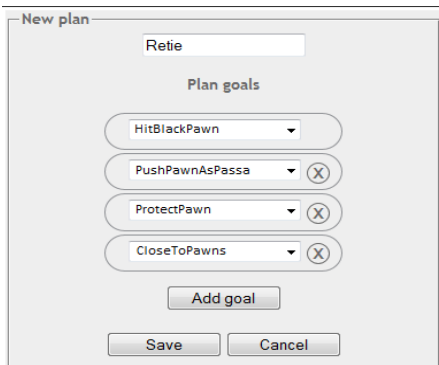 New plan
Retie
Plan goals
HitBlackPawn
PushPawnAsPassa X
ProtectPawn X
CloseToPawns X
Add goal
Save Cancel